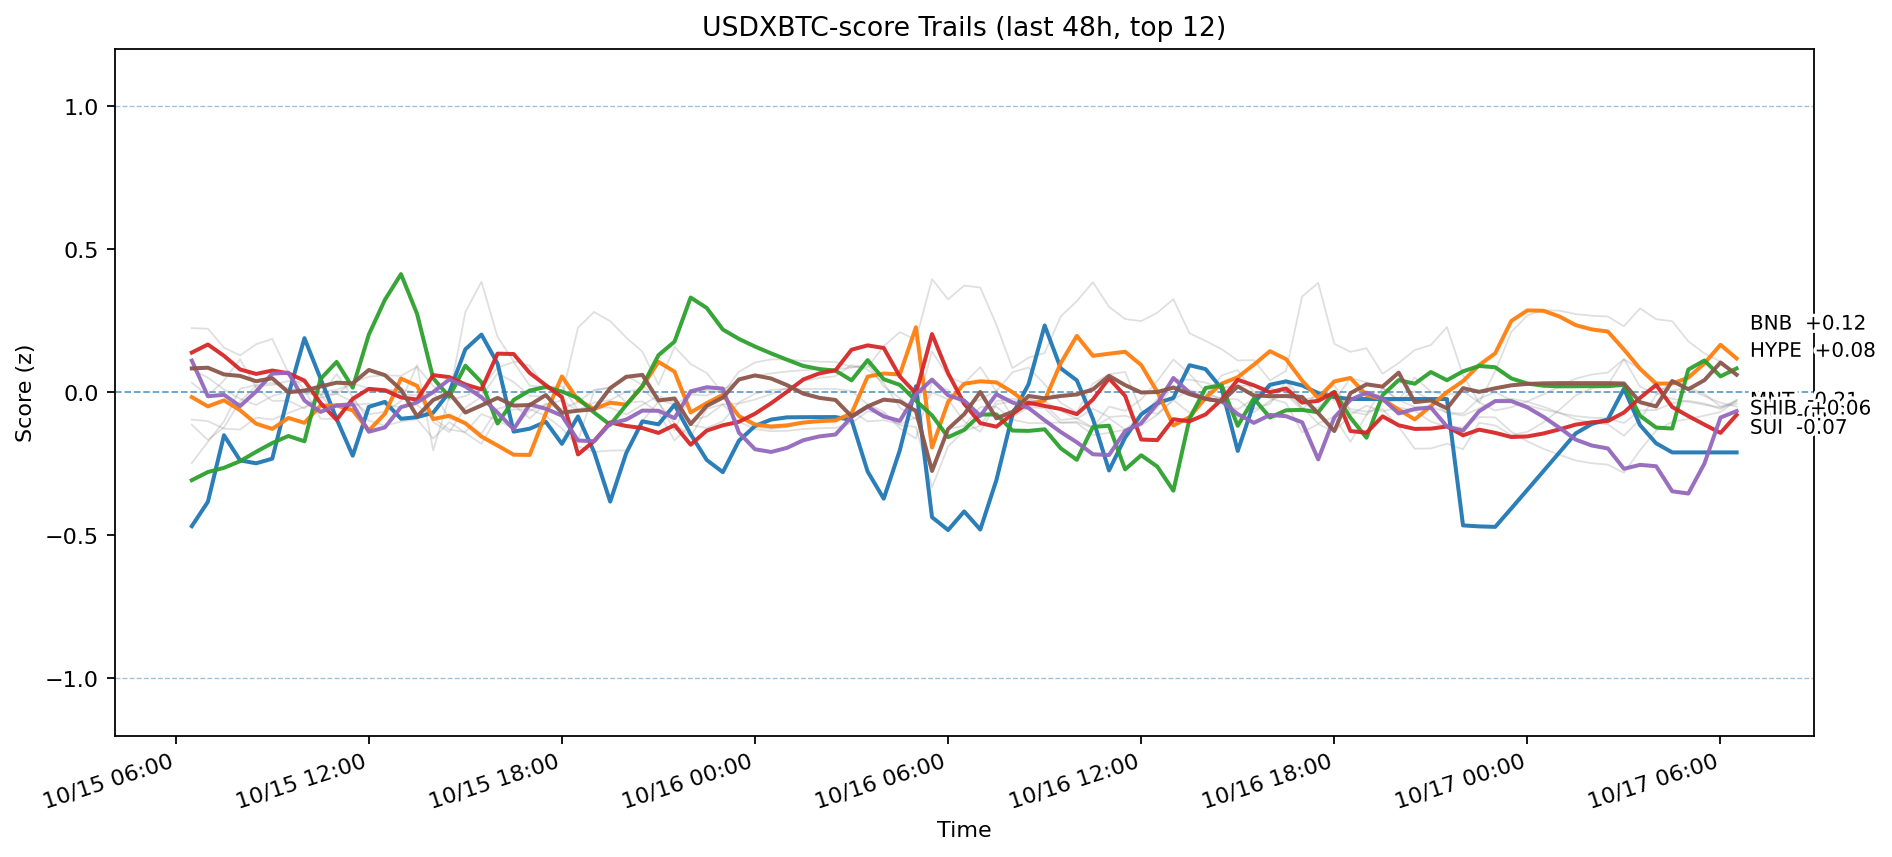 USDXBTC-score Trails (last 48h, top 12)
Score (z)
1.0
0.5
0.0
−0.5
−1.0
BNB +0.12
HYPE +0.08
SHIB +0.06
SUI -0.07
10/15 06:00
10/15 12:00
10/15 18:00
10/16 00:00
10/16 06:00
10/16 12:00
10/16 18:00
10/17 00:00
10/17 06:00
Time